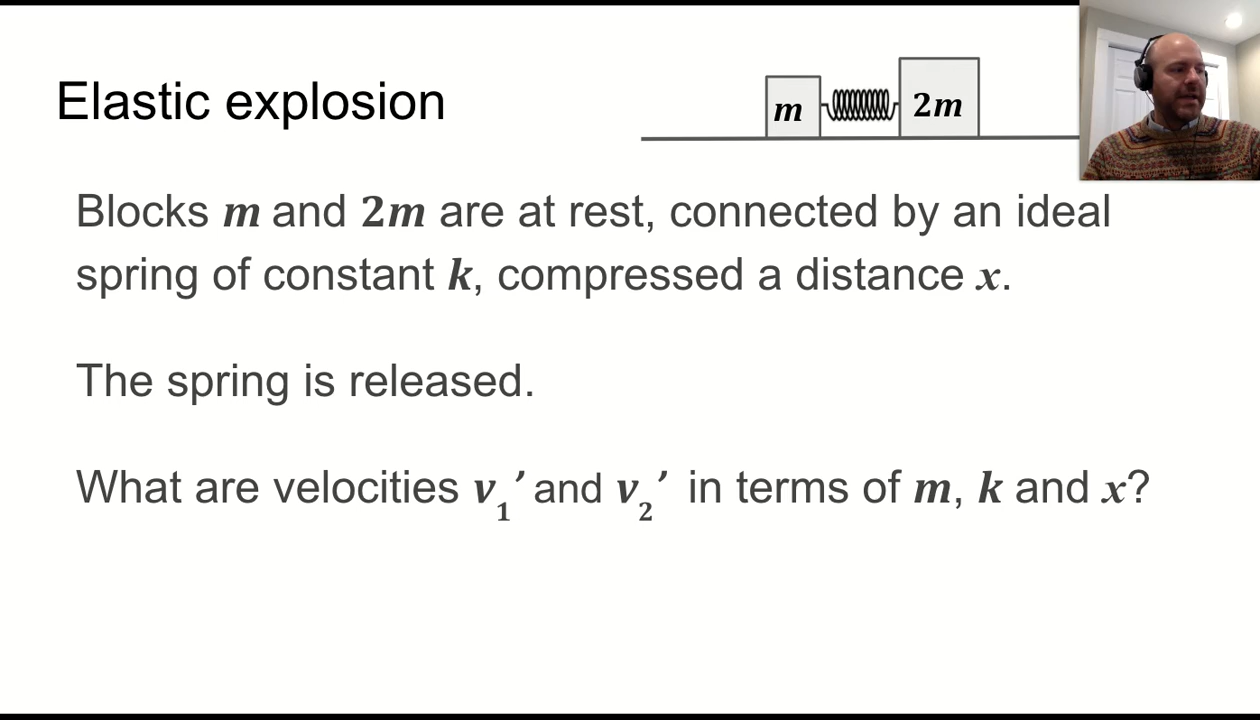 Elastic explosion
m 2m
Blocks m and 2m are at rest, connected by an ideal
spring of constant k, compressed a distance x.
The spring is released.
What are velocities v₁′ and v₂′ in terms of m, k and x?